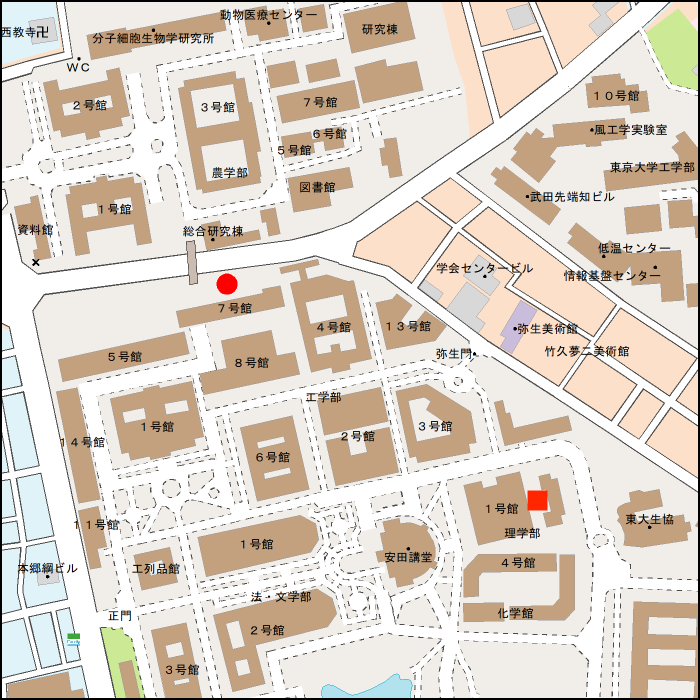 動物医療センター
西教寺卍
分子細胞生物学研究所
研究棟
WC
２号館
３号館
７号館
１０号館
６号館
風工学実験室
５号館
東京大学工学部
農学部
図書館
武田先端知ビル
１号館
資料館
総合研究棟
低温センター
学会センタービル
情報基盤センター
７号館
４号館
１３号館
弥生美術館
５号館
８号館
弥生門
竹久夢二美術館
工学部
１号館
３号館
１４号館
２号館
６号館
１号館
１１号館
東大生協
理学部
１号館
安田講堂
４号館
本郷綱ビル
工列品館
法・文学部
化学館
正門
２号館
３号館